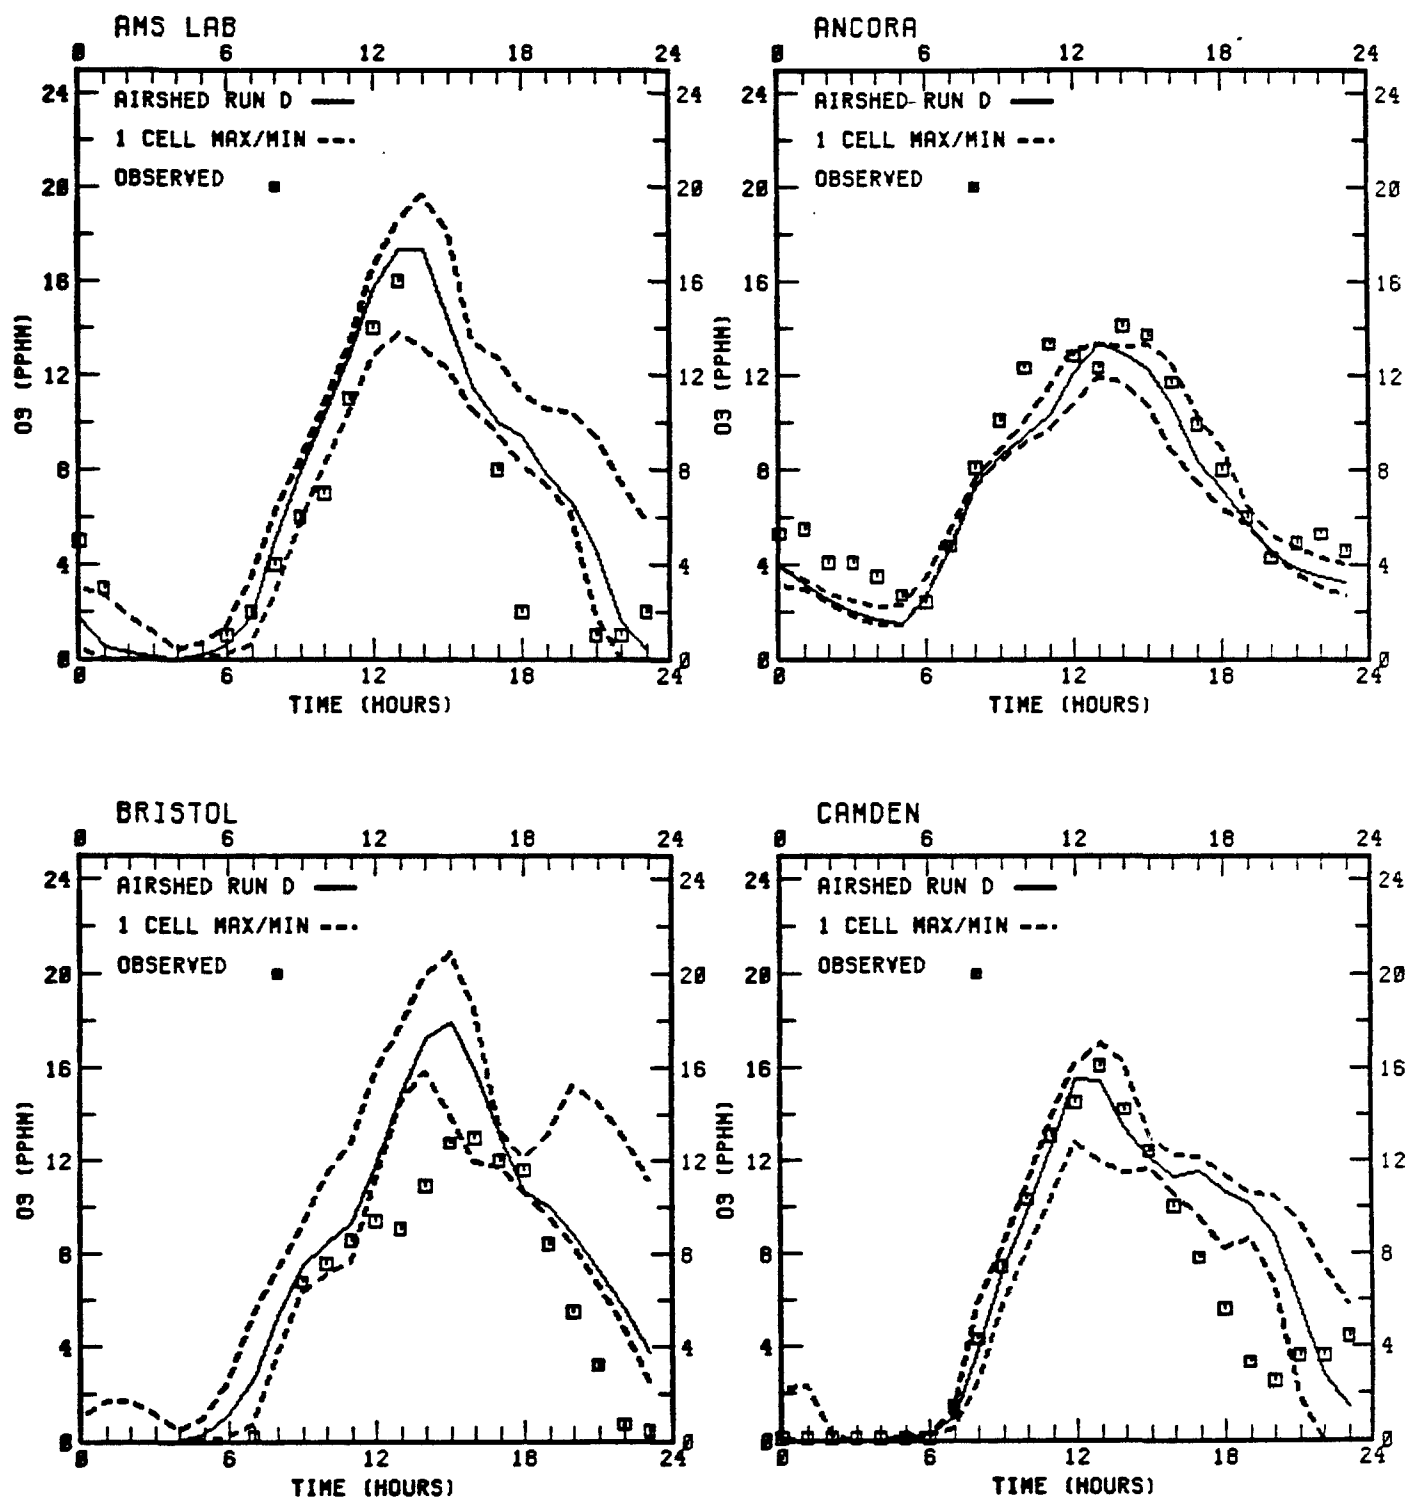 AMS LAB
0 6 12 18 24
24 20 16 12 8 4 0
O3 (PPHM)
AIRSHED RUN D
1 CELL MAX/MIN
OBSERVED
24 20 16 12 8 4 0
0 6 12 18 24
TIME (HOURS)
ANCORA
0 6 12 18 24
24 20 16 12 8 4 0
O3 (PPHM)
AIRSHED RUN D
1 CELL MAX/MIN
OBSERVED
24 20 16 12 8 4 0
0 6 12 18 24
TIME (HOURS)
BRISTOL
0 6 12 18 24
24 20 16 12 8 4 0
O3 (PPHM)
AIRSHED RUN D
1 CELL MAX/MIN
OBSERVED
24 20 16 12 8 4 0
0 6 12 18 24
TIME (HOURS)
CAMDEN
0 6 12 18 24
24 20 16 12 8 4 0
O3 (PPHM)
AIRSHED RUN D
1 CELL MAX/MIN
OBSERVED
24 20 16 12 8 4 0
0 6 12 18 24
TIME (HOURS)